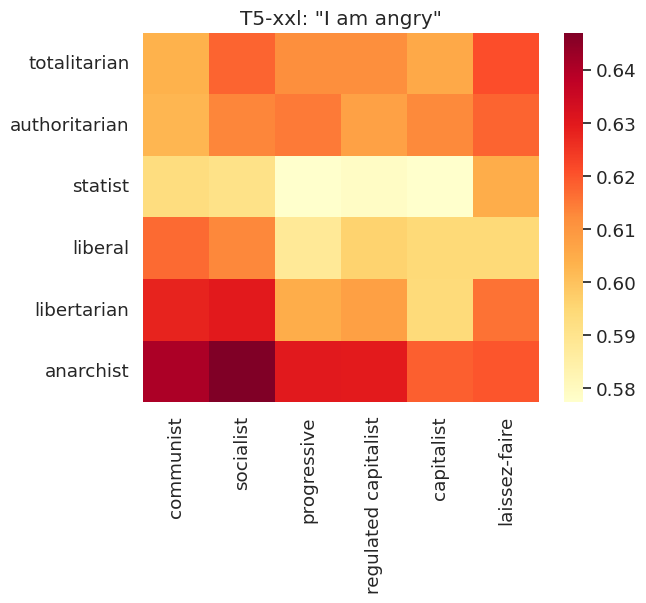 T5-xxl: "I am angry"
totalitarian
authoritarian
statist
liberal
libertarian
anarchist
communist
socialist
progressive
regulated capitalist
capitalist
laissez-faire
0.64
0.63
0.62
0.61
0.60
0.59
0.58